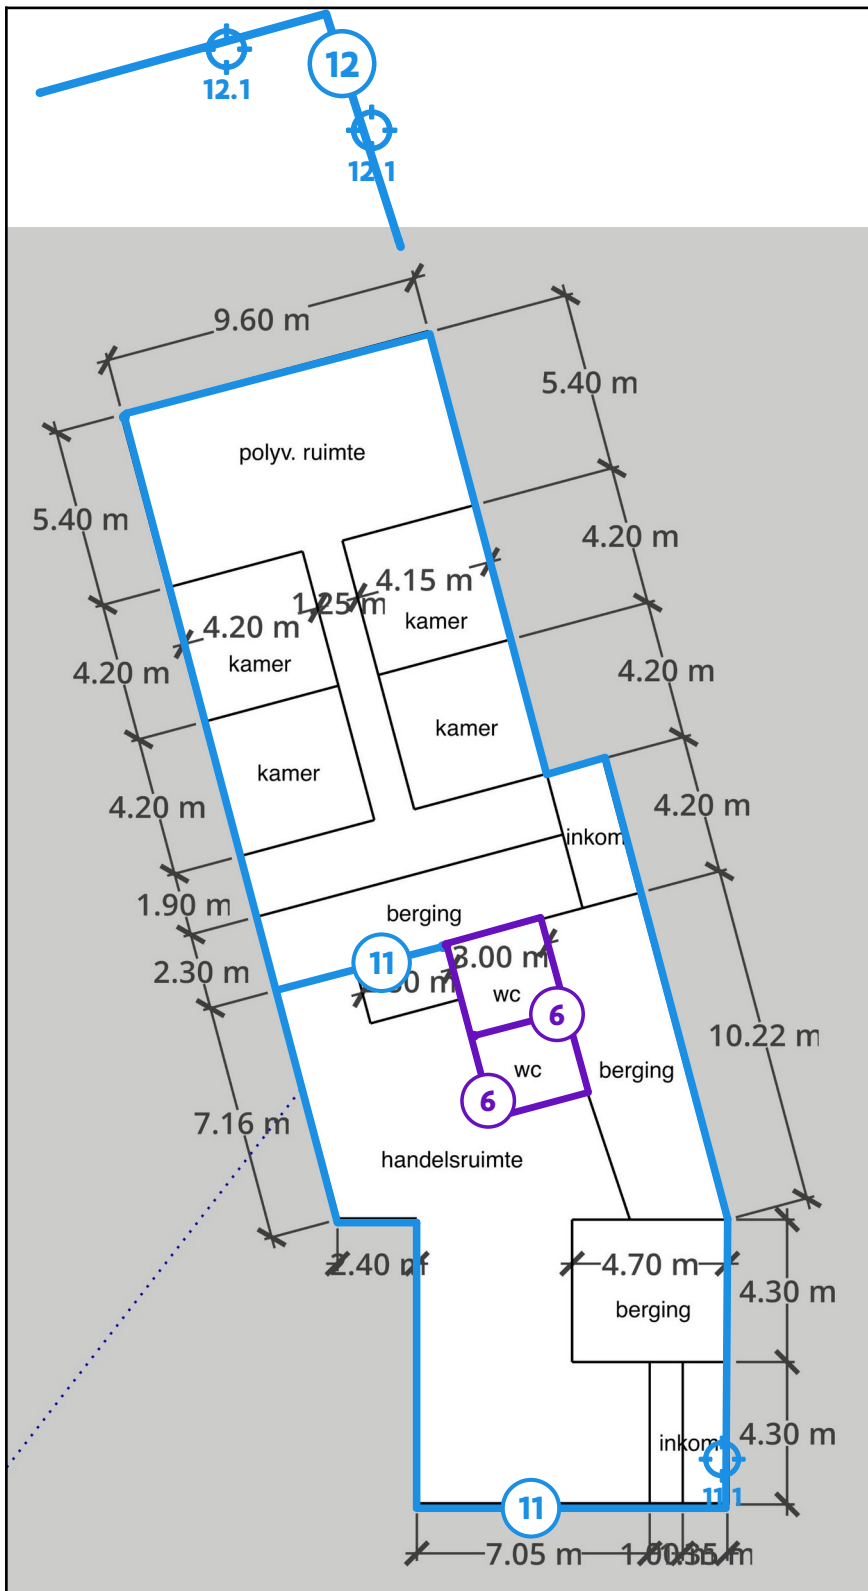 12
12.1
12.1
9.60 m
5.40 m
polyv. ruimte
5.40 m
4.20 m
4.15 m
1.25 m
kamer
4.20 m
kamer
4.20 m
4.20 m
kamer
kamer
4.20 m
4.20 m
inkom
1.90 m
berging
11
3.00 m
2.30 m
wc
6
10.22 m
wc
berging
6
7.16 m
handelsruimte
2.40 m
4.70 m
4.30 m
berging
4.30 m
inkom
11.1
11
7.05 m